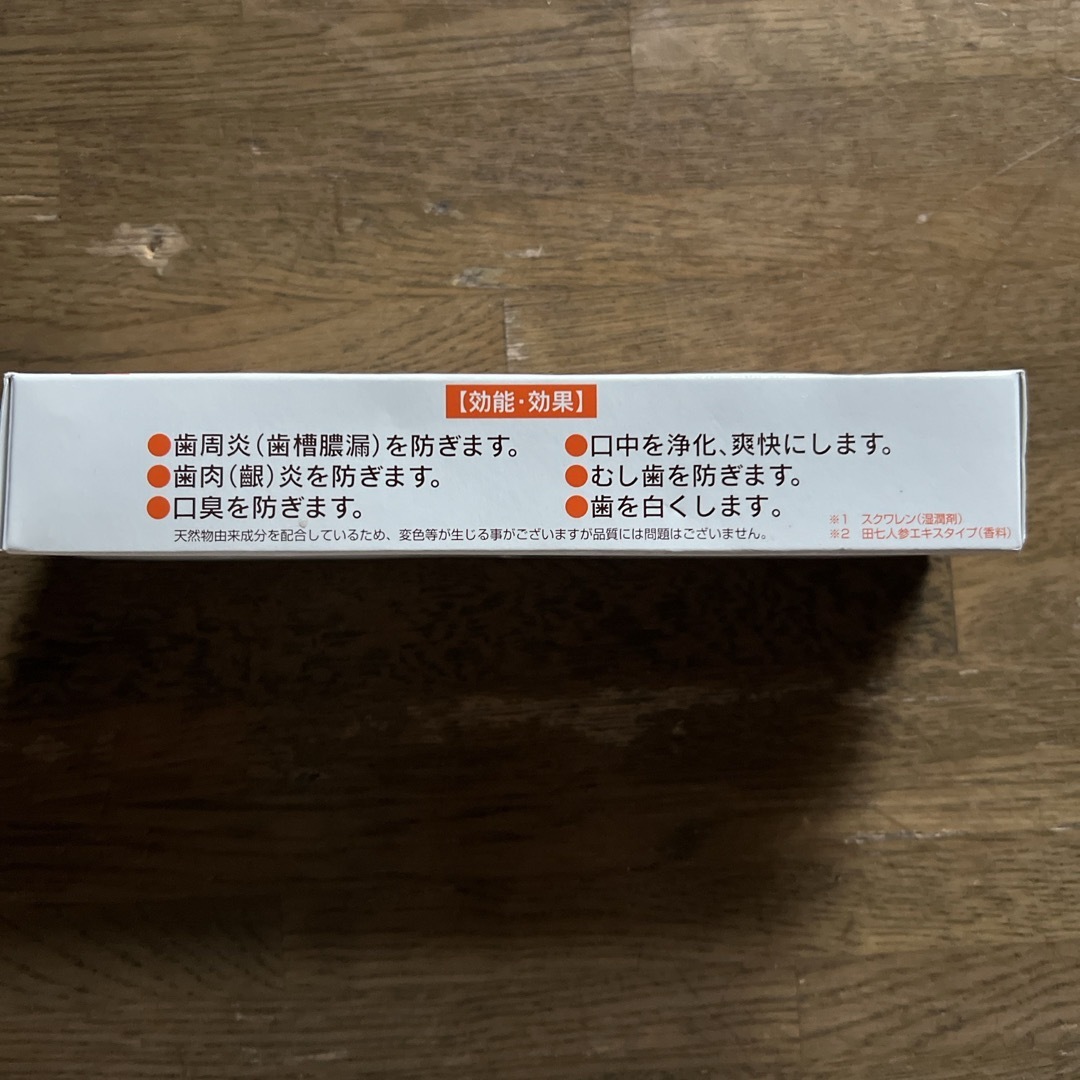 【効能・効果】
●歯周炎(歯槽膿漏)を防ぎます。
●歯肉(齦)炎を防ぎます。
●口臭を防ぎます。
●口中を浄化、爽快にします。
●むし歯を防ぎます。
●歯を白くします。
天然物由来成分を配合しているため、変色等が生じる事がございますが品質には問題はございません。
※1 スクワレン(湿潤剤)
※2 田七人参エキスタイプ(香料)